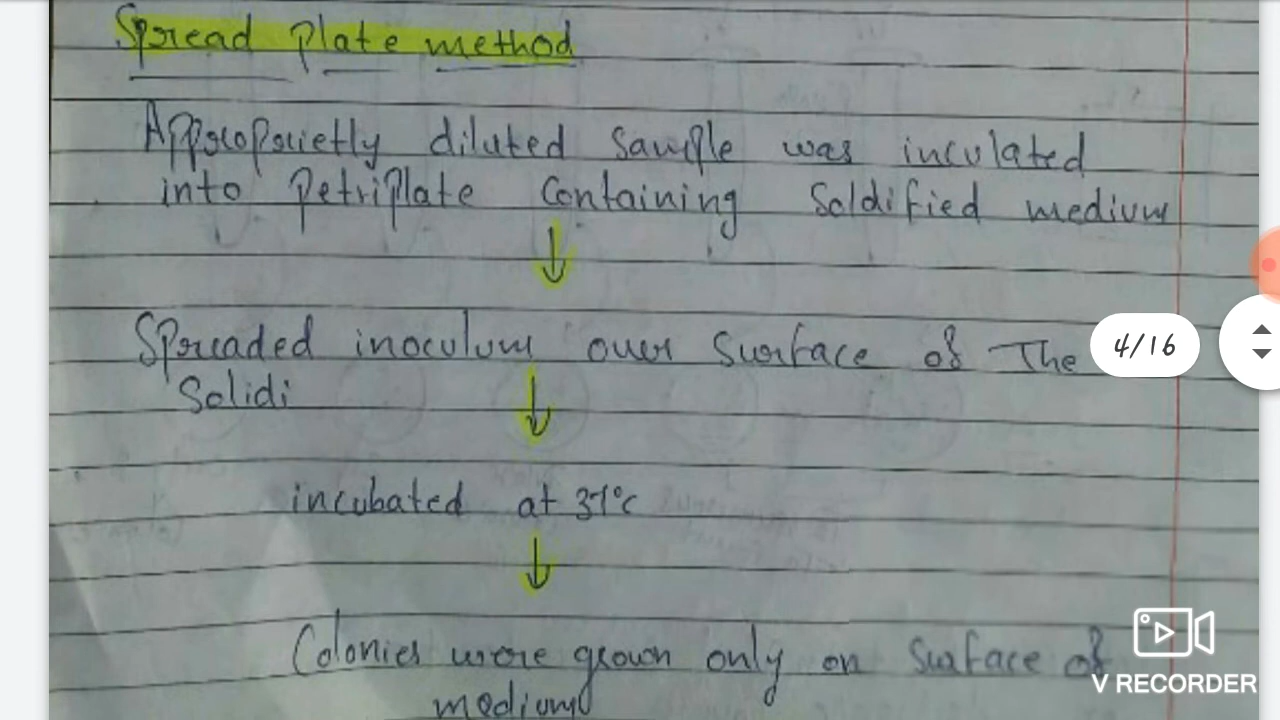 Spread plate method
Appropriietly diluted sample was inculated
into Petriplate Containing Soldified medium
Spreaded inoculum over Surface of The
4/16
Solidi
incubated at 37°c
Colonies were grown only on Surface of
medium
V RECORDER